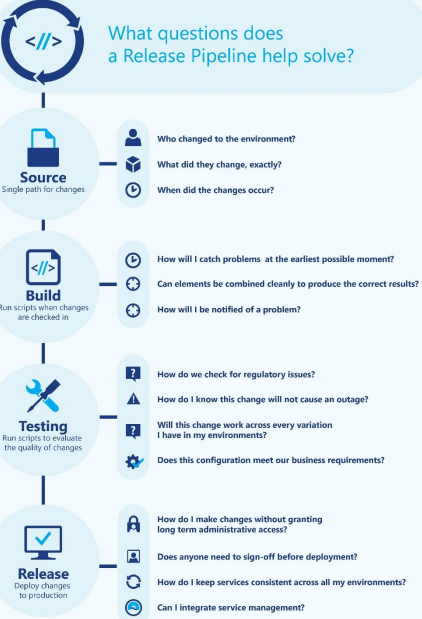 </>
What questions does
a Release Pipeline help solve?
Source
Single path for changes
Who changed to the environment?
What did they change, exactly?
When did the changes occur?
</>
Build
Run scripts when changes
are checked in
How will I catch problems at the earliest possible moment?
Can elements be combined cleanly to produce the correct results?
How will I be notified of a problem?
Testing
Run scripts to evaluate
the quality of changes
?
How do we check for regulatory issues?
How do I know this change will not cause an outage?
?
Will this change work across every variation
I have in my environments?
Does this configuration meet our business requirements?
Release
Deploy changes
to production
How do I make changes without granting
long term administrative access?
Does anyone need to sign-off before deployment?
How do I keep services consistent across all my environments?
Can I integrate service management?